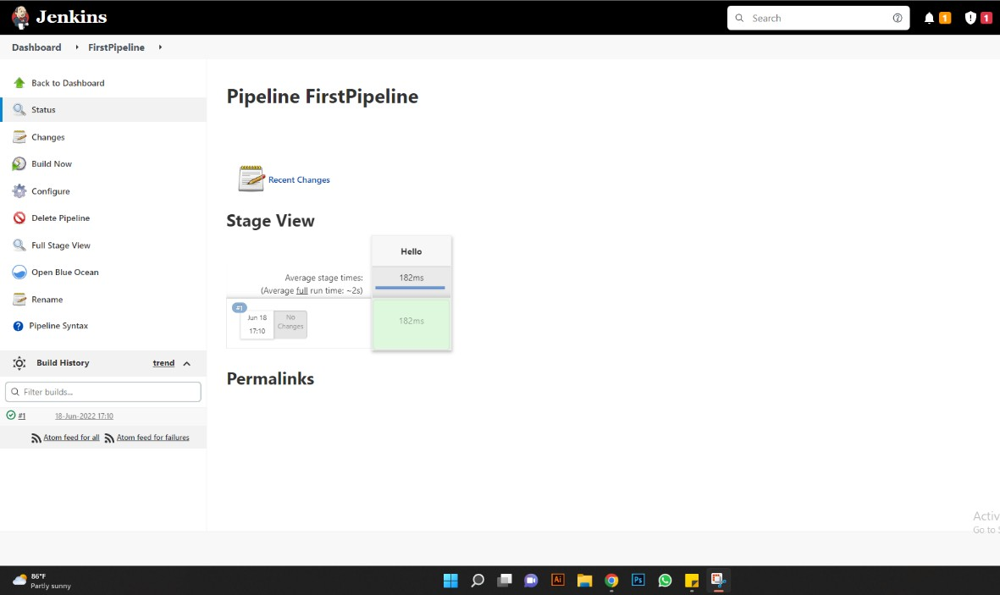 Jenkins
Search
1
1
Dashboard
FirstPipeline
Back to Dashboard
Status
Changes
Build Now
Configure
Delete Pipeline
Full Stage View
Open Blue Ocean
Rename
Pipeline Syntax
Build History
trend
Filter builds...
#1
18-Jun-2022 17:10
Atom feed for all
Atom feed for failures
Pipeline FirstPipeline
Recent Changes
Stage View
Hello
Average stage times:
182ms
(Average full run time: ~2s)
#1
Jun 18
17:10
No
Changes
182ms
Permalinks
Activ
Go to S
86°F
Partly sunny
Ai
Ps